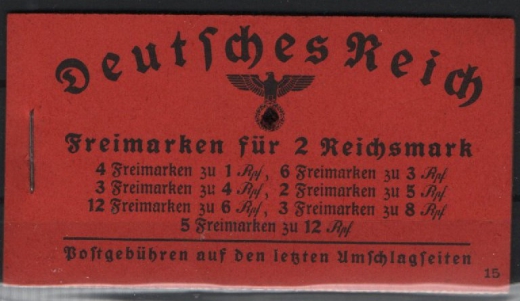 Deutsches Reich
Freimarken für 2 Reichsmark
4 Freimarken zu 1 Rpf, 6 Freimarken zu 3 Rpf
3 Freimarken zu 4 Rpf, 2 Freimarken zu 5 Rpf
12 Freimarken zu 6 Rpf, 3 Freimarken zu 8 Rpf
5 Freimarken zu 12 Rpf
Postgebühren auf den letzten Umschlagseiten
15